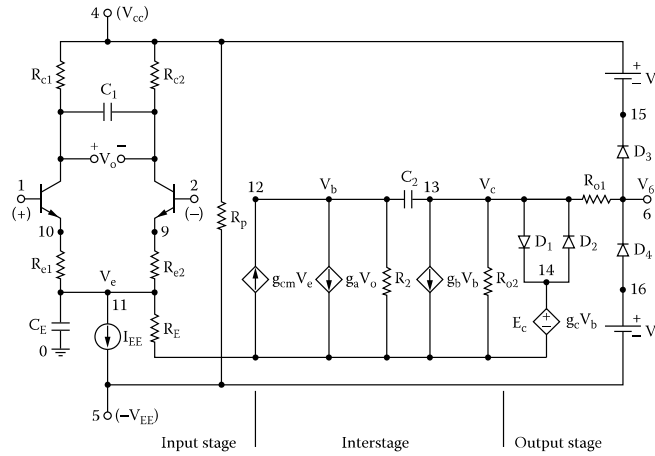 4 (Vcc)
Rc1
C1
Rc2
+ Vo −
1
(+)
2
(−)
10
9
Re1
Ve
Re2
11
CE
0
IEE
RE
Rp
5 (−VEE)
12
Vb
C2
13
Vc
gcmVe
gaVo
R2
gbVb
Ro2
D1
D2
14
Ec
+
−
gcVb
Ro1
V6
6
+
−
V
15
D3
D4
16
+
−
V
Input stage
Interstage
Output stage